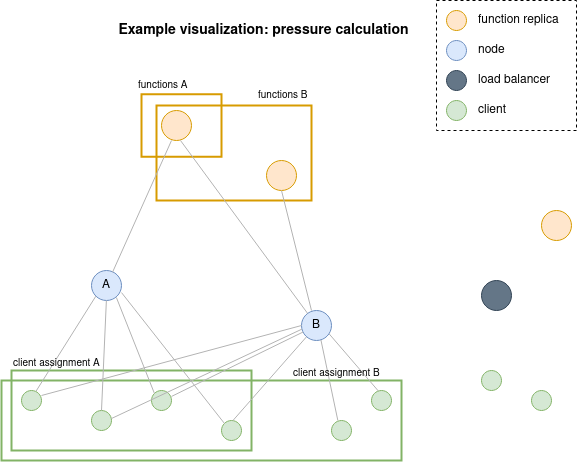 Example visualization: pressure calculation
function replica
node
load balancer
client
functions A
functions B
A
B
client assignment A
client assignment B